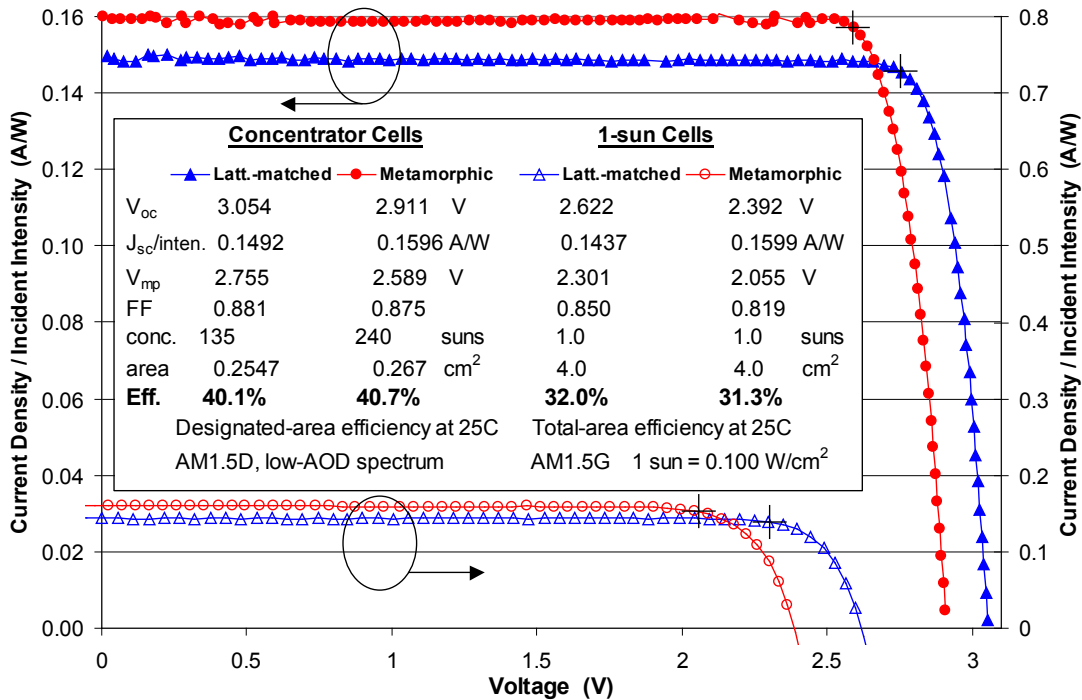 Current Density / Incident Intensity (A/W)
0.16
0.14
0.12
0.10
0.08
0.06
0.04
0.02
0.00
Concentrator Cells 1-sun Cells
Latt.-matched Metamorphic Latt.-matched Metamorphic
Voc 3.054 2.911 V 2.622 2.392 V
Jsc/inten. 0.1492 0.1596 A/W 0.1437 0.1599 A/W
Vmp 2.755 2.589 V 2.301 2.055 V
FF 0.881 0.875 0.850 0.819
conc. 135 240 suns 1.0 1.0 suns
area 0.2547 0.267 cm² 4.0 4.0 cm²
Eff. 40.1% 40.7% 32.0% 31.3%
Designated-area efficiency at 25C Total-area efficiency at 25C
AM1.5D, low-AOD spectrum AM1.5G 1 sun = 0.100 W/cm²
0.8
0.7
0.6
0.5
0.4
0.3
0.2
0.1
0
Current Density / Incident Intensity (A/W)
0 0.5 1 1.5 2 2.5 3
Voltage (V)